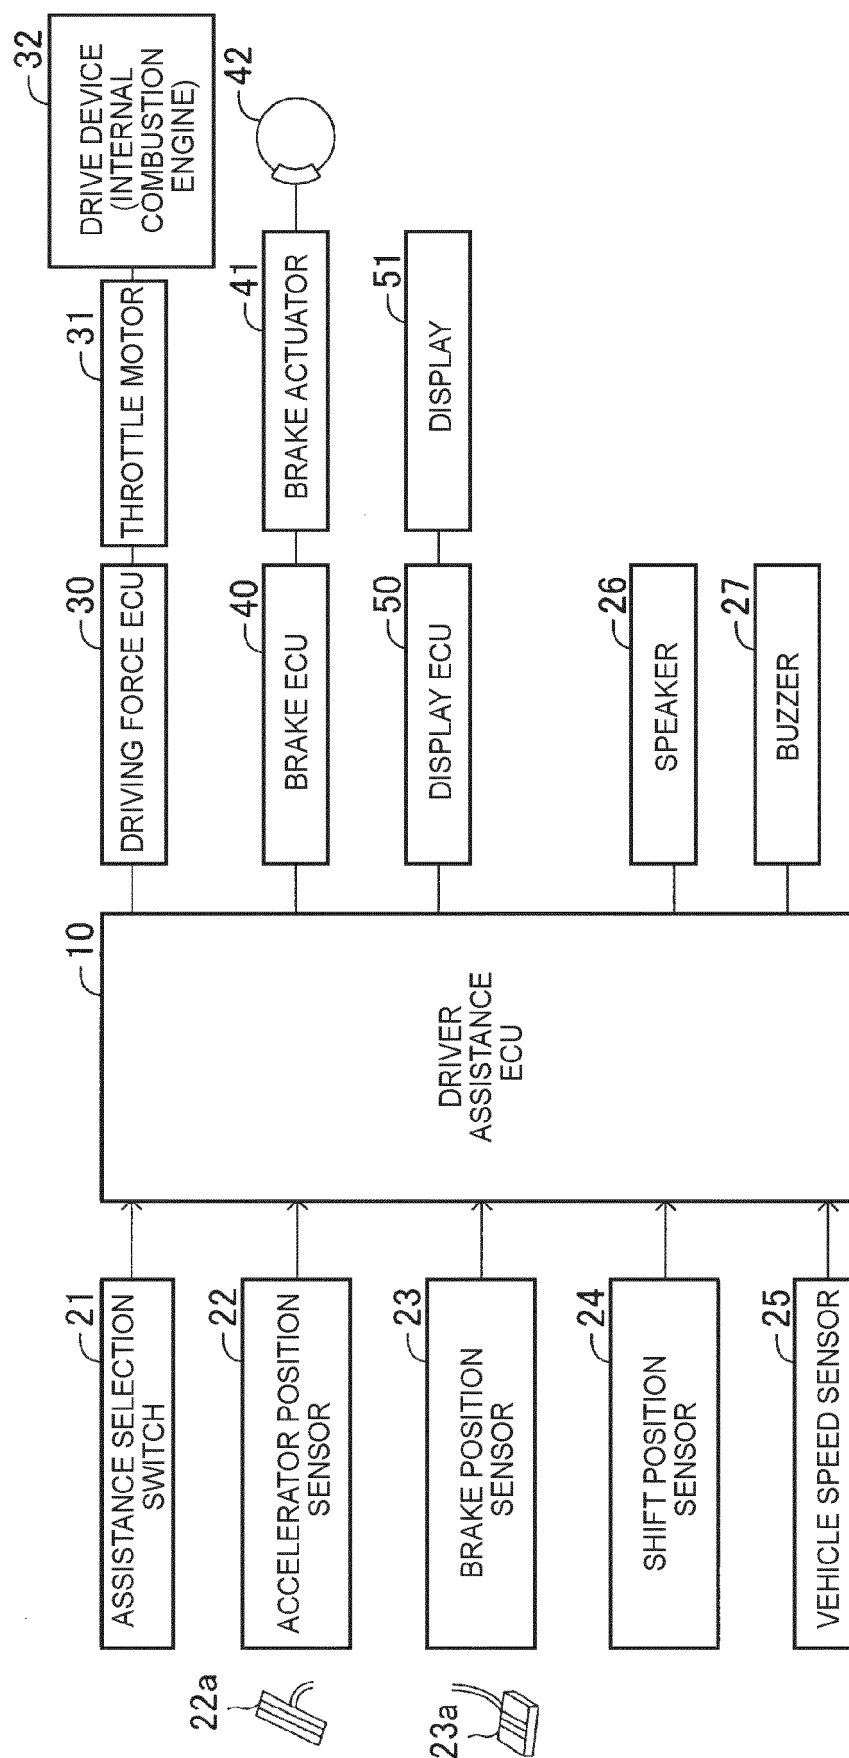 21
ASSISTANCE SELECTION
SWITCH
22a
22
ACCELERATOR POSITION
SENSOR
23a
23
BRAKE POSITION
SENSOR
24
SHIFT POSITION
SENSOR
25
VEHICLE SPEED SENSOR
10
DRIVER
ASSISTANCE
ECU
30
DRIVING FORCE ECU
31
THROTTLE MOTOR
32
DRIVE DEVICE
(INTERNAL
COMBUSTION
ENGINE)
40
BRAKE ECU
41
BRAKE ACTUATOR
42
50
DISPLAY ECU
51
DISPLAY
26
SPEAKER
27
BUZZER